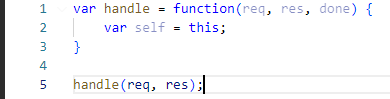 1 var handle = function(req, res, done) {
2     var self = this;
3 }
4
5 handle(req, res);